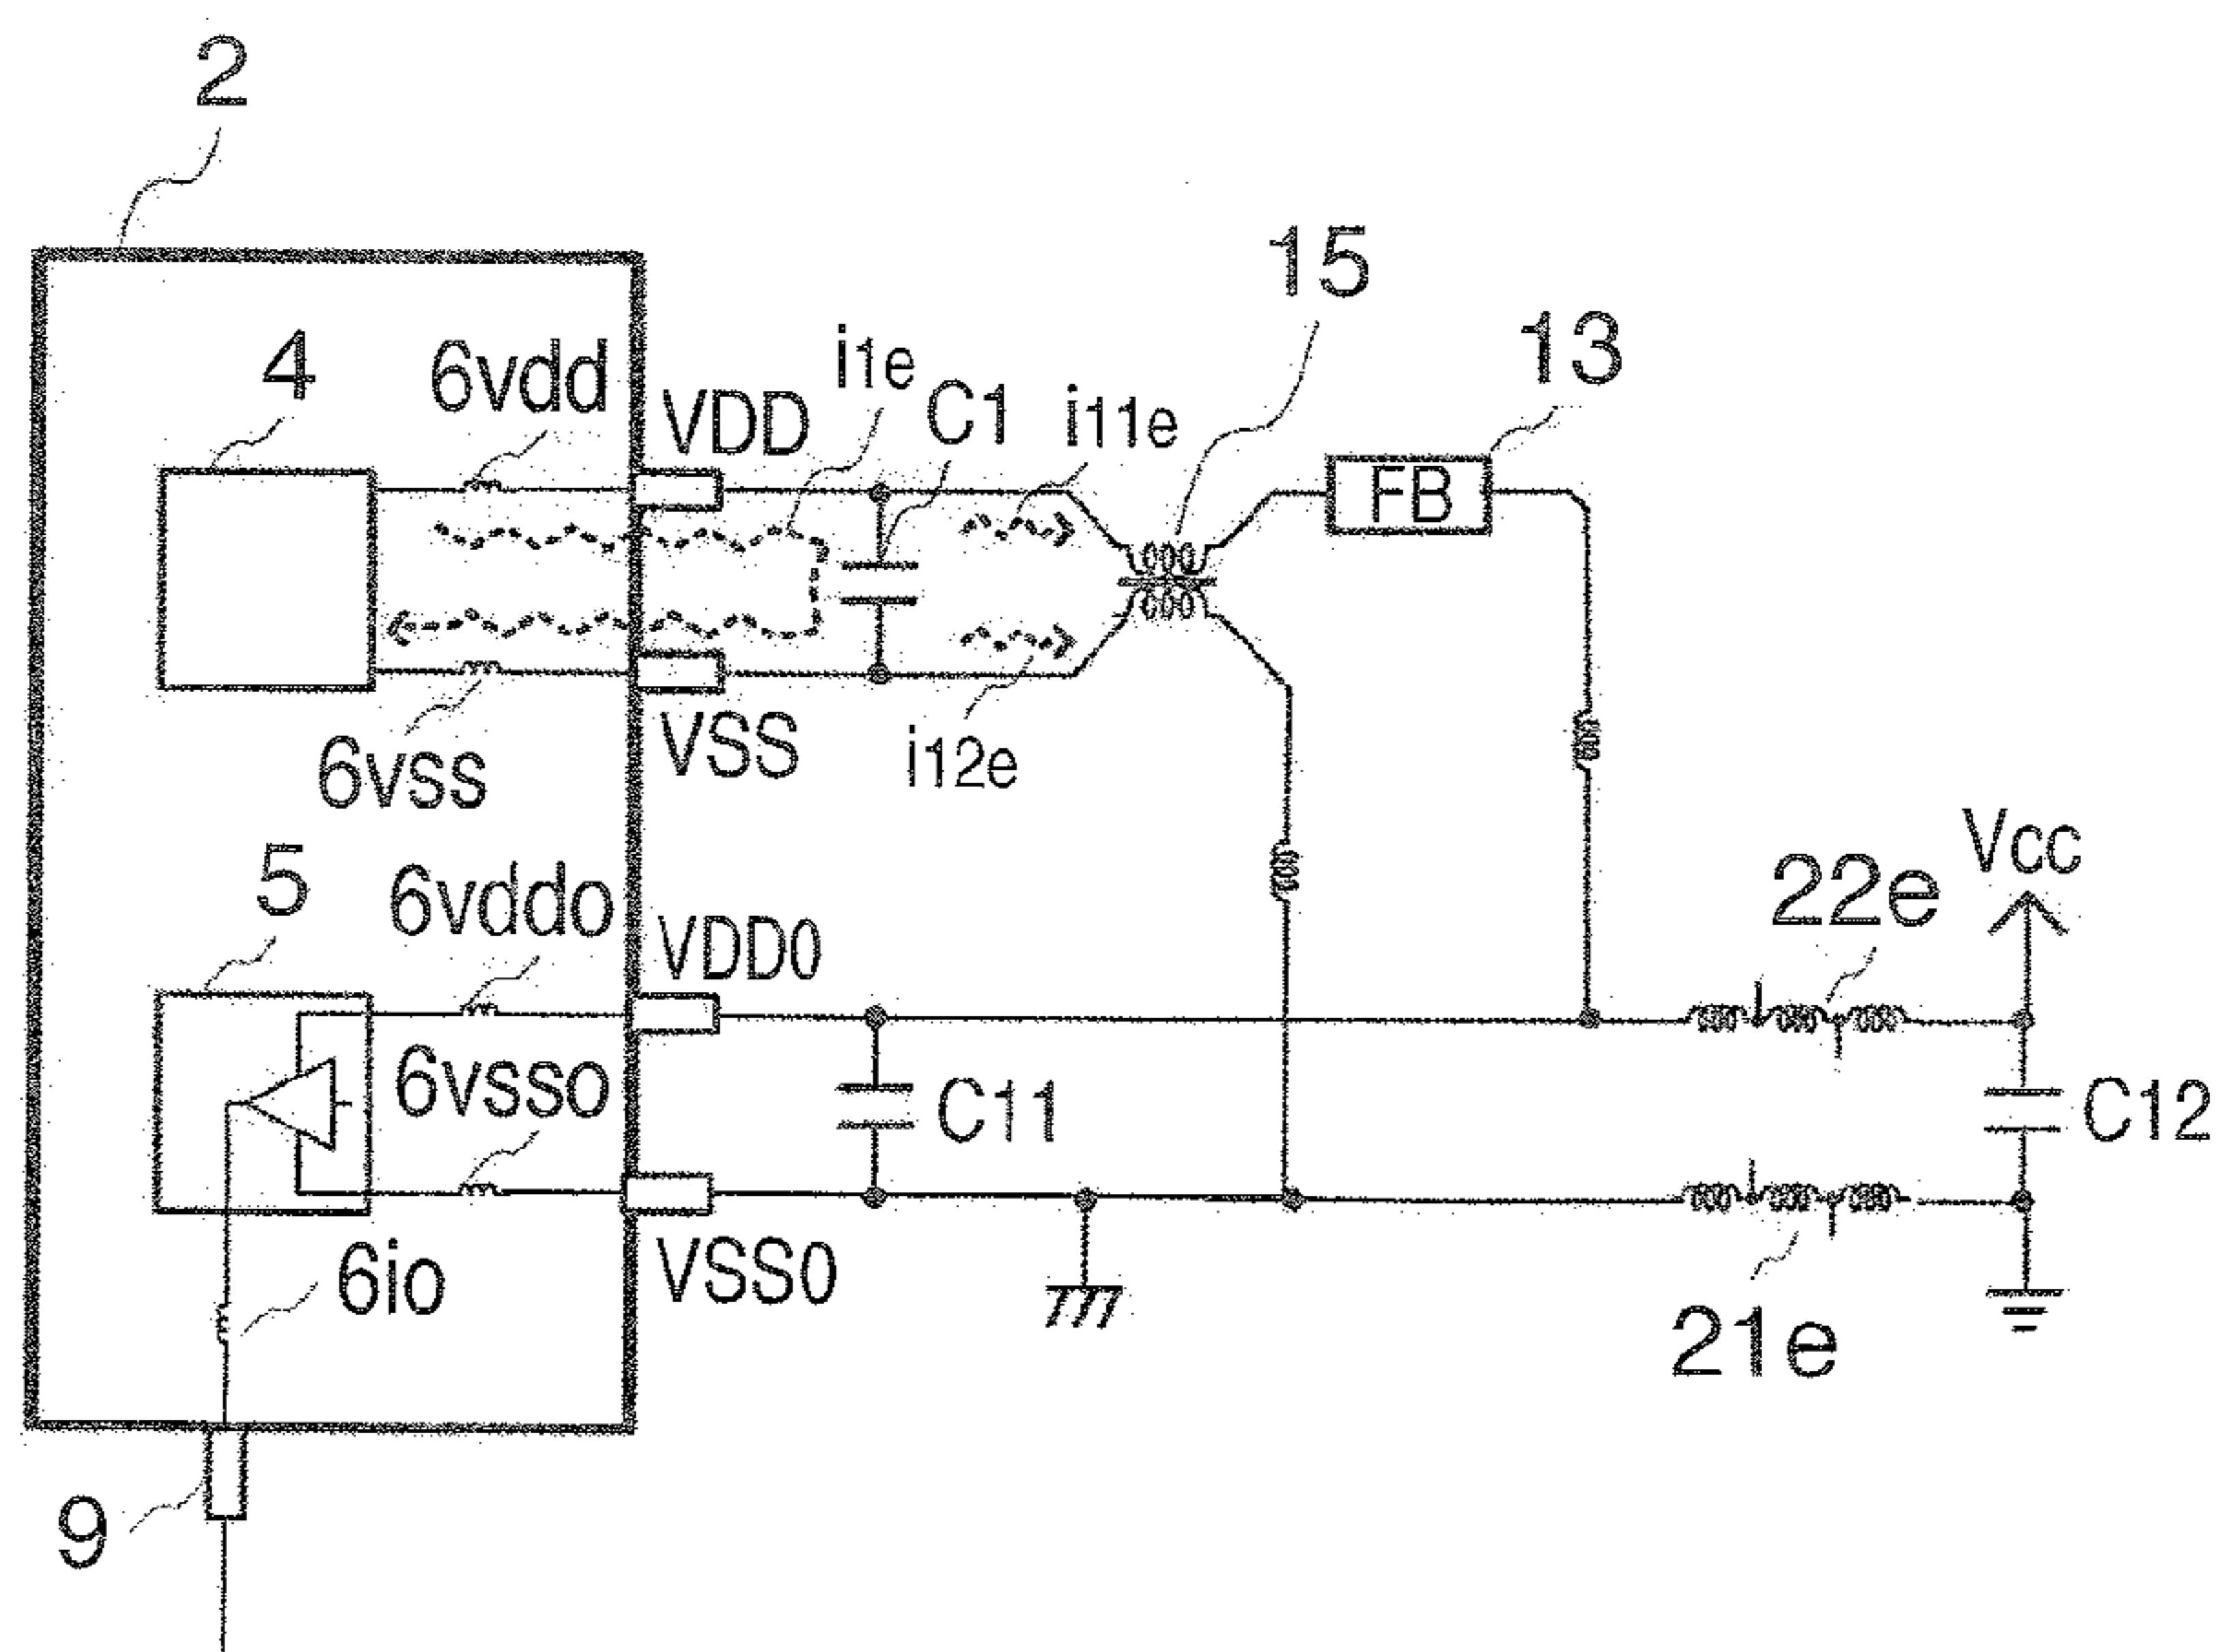 2
15
13
4
6vdd
VDD
i1e
C1
i11e
FB
6vss
VSS
i12e
5
6vddo
VDD0
22e
Vcc
6vsso
C11
C12
6io
VSS0
21e
9